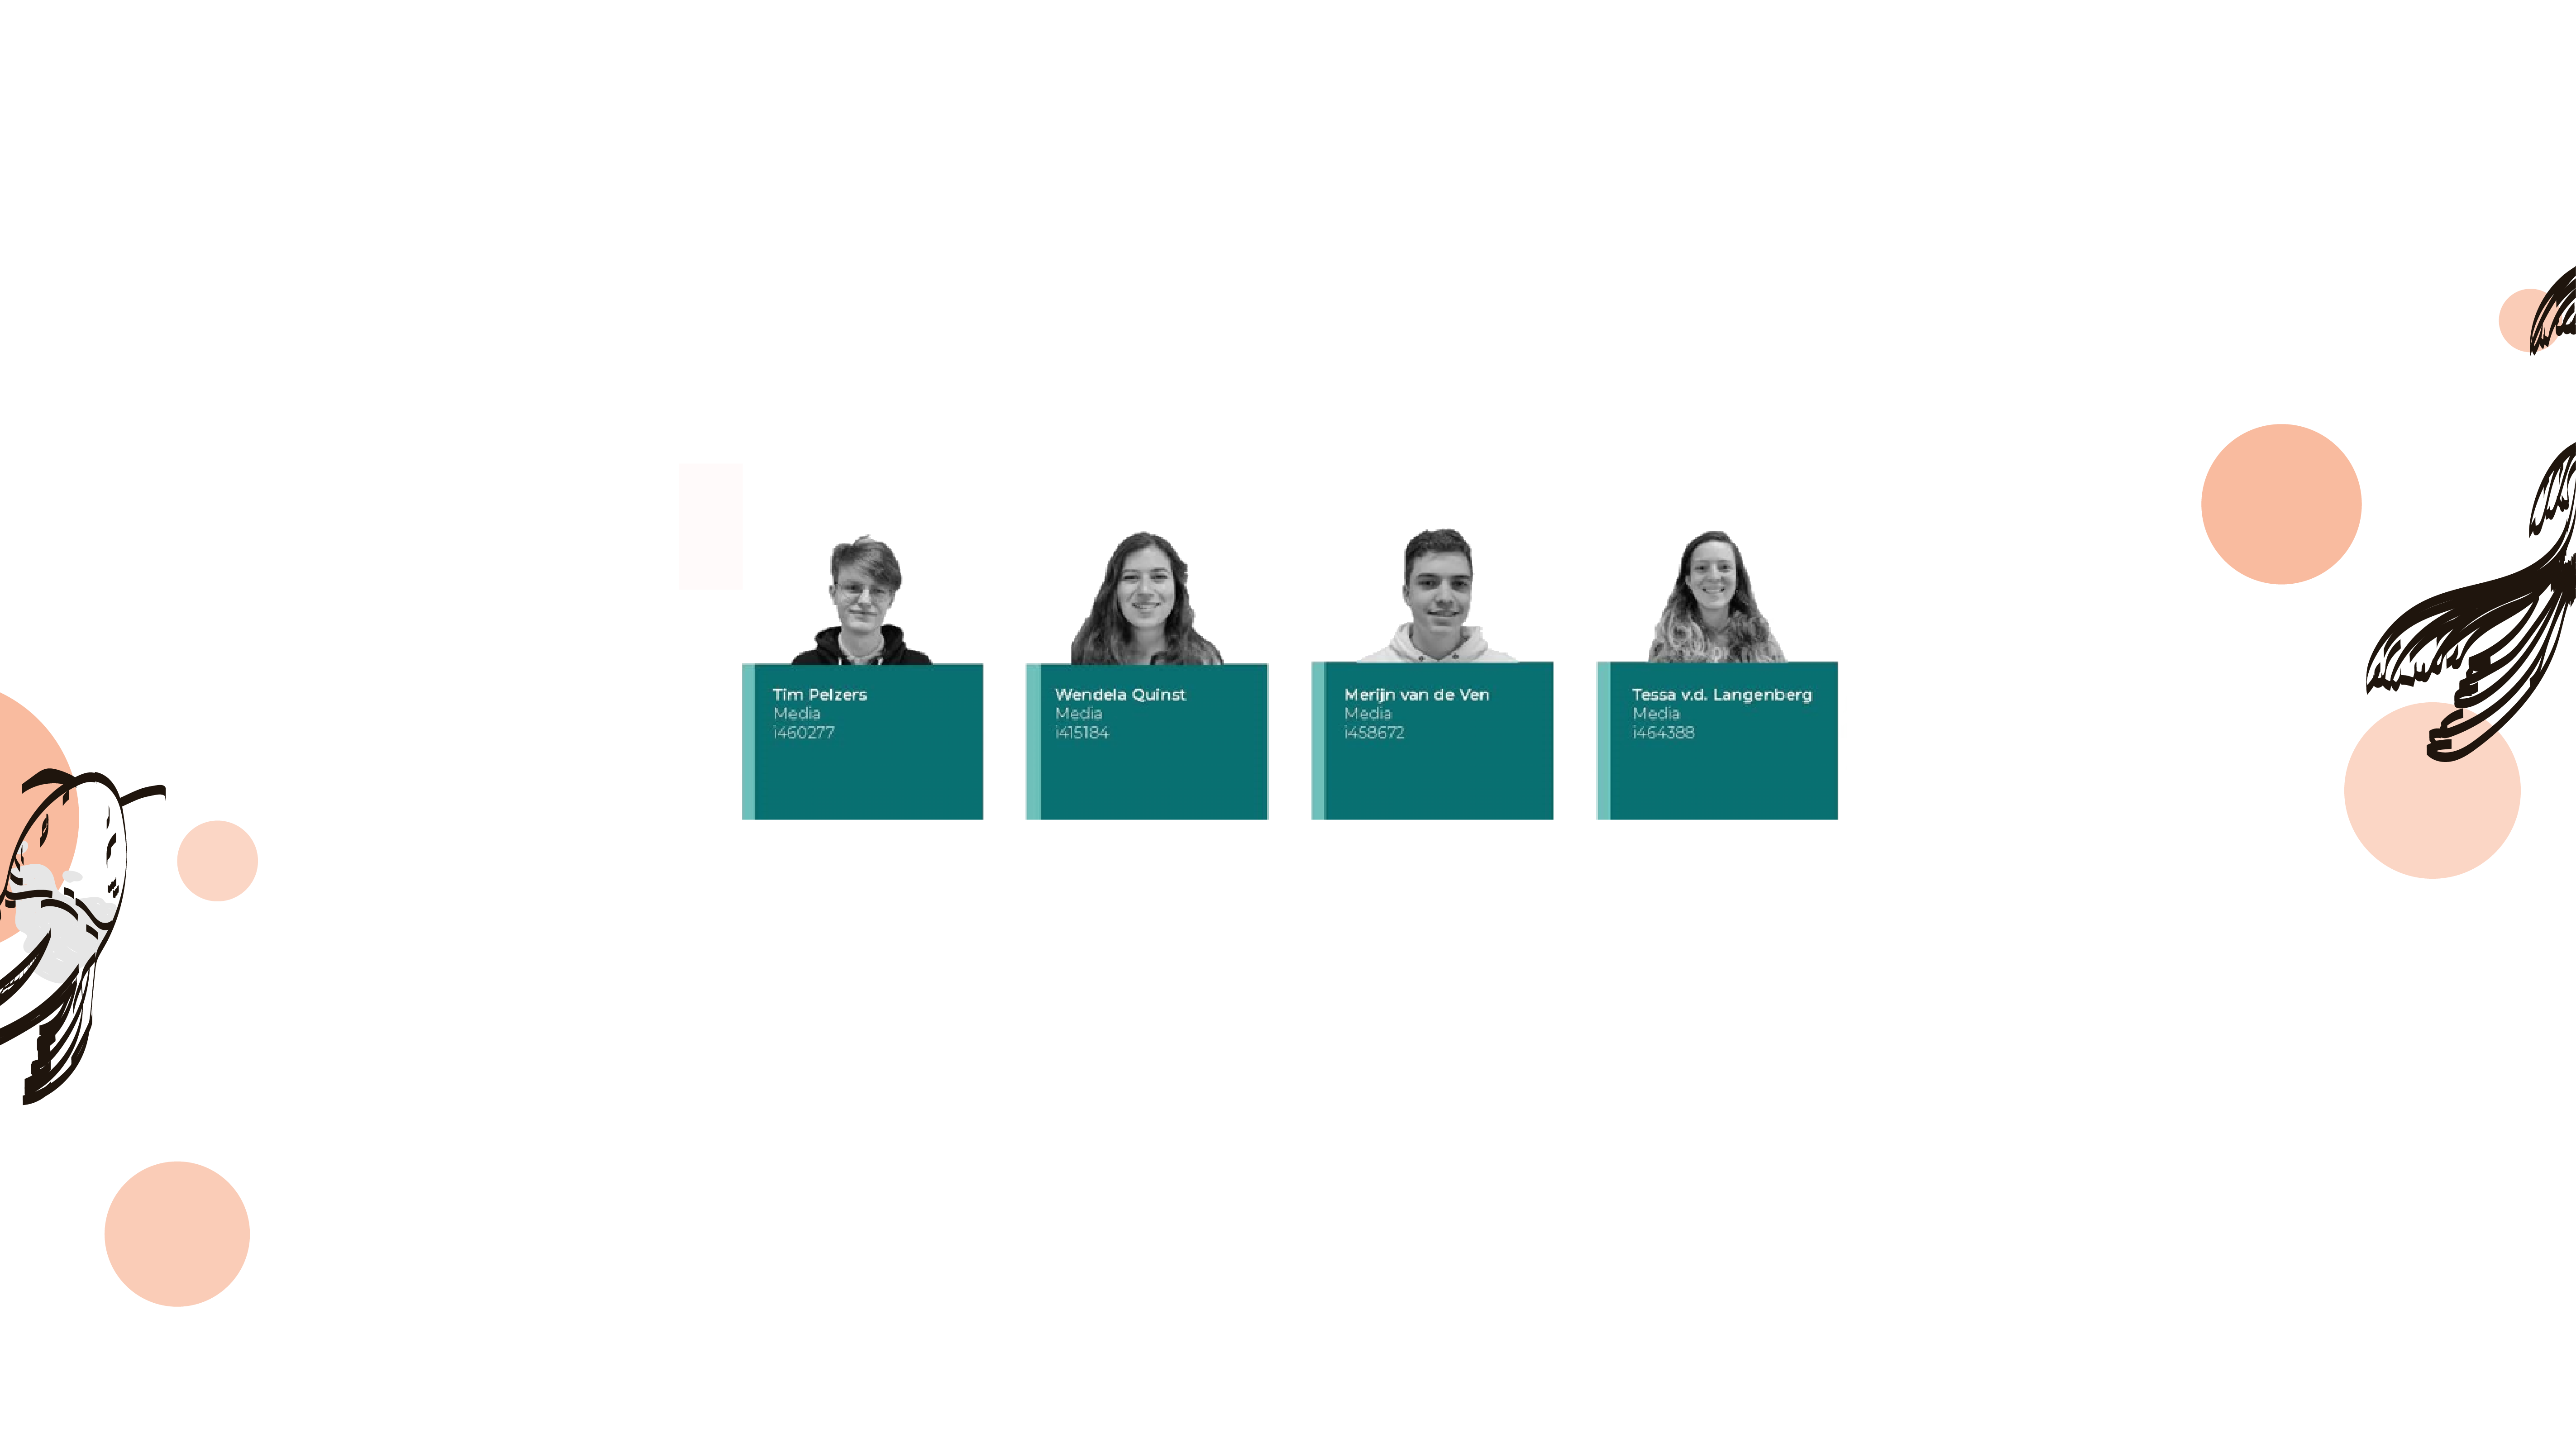 Tim Pelzers
Media
i460277
Wendela Quinst
Media
i415184
Merijn van de Ven
Media
i458672
Tessa v.d. Langenberg
Media
i464388